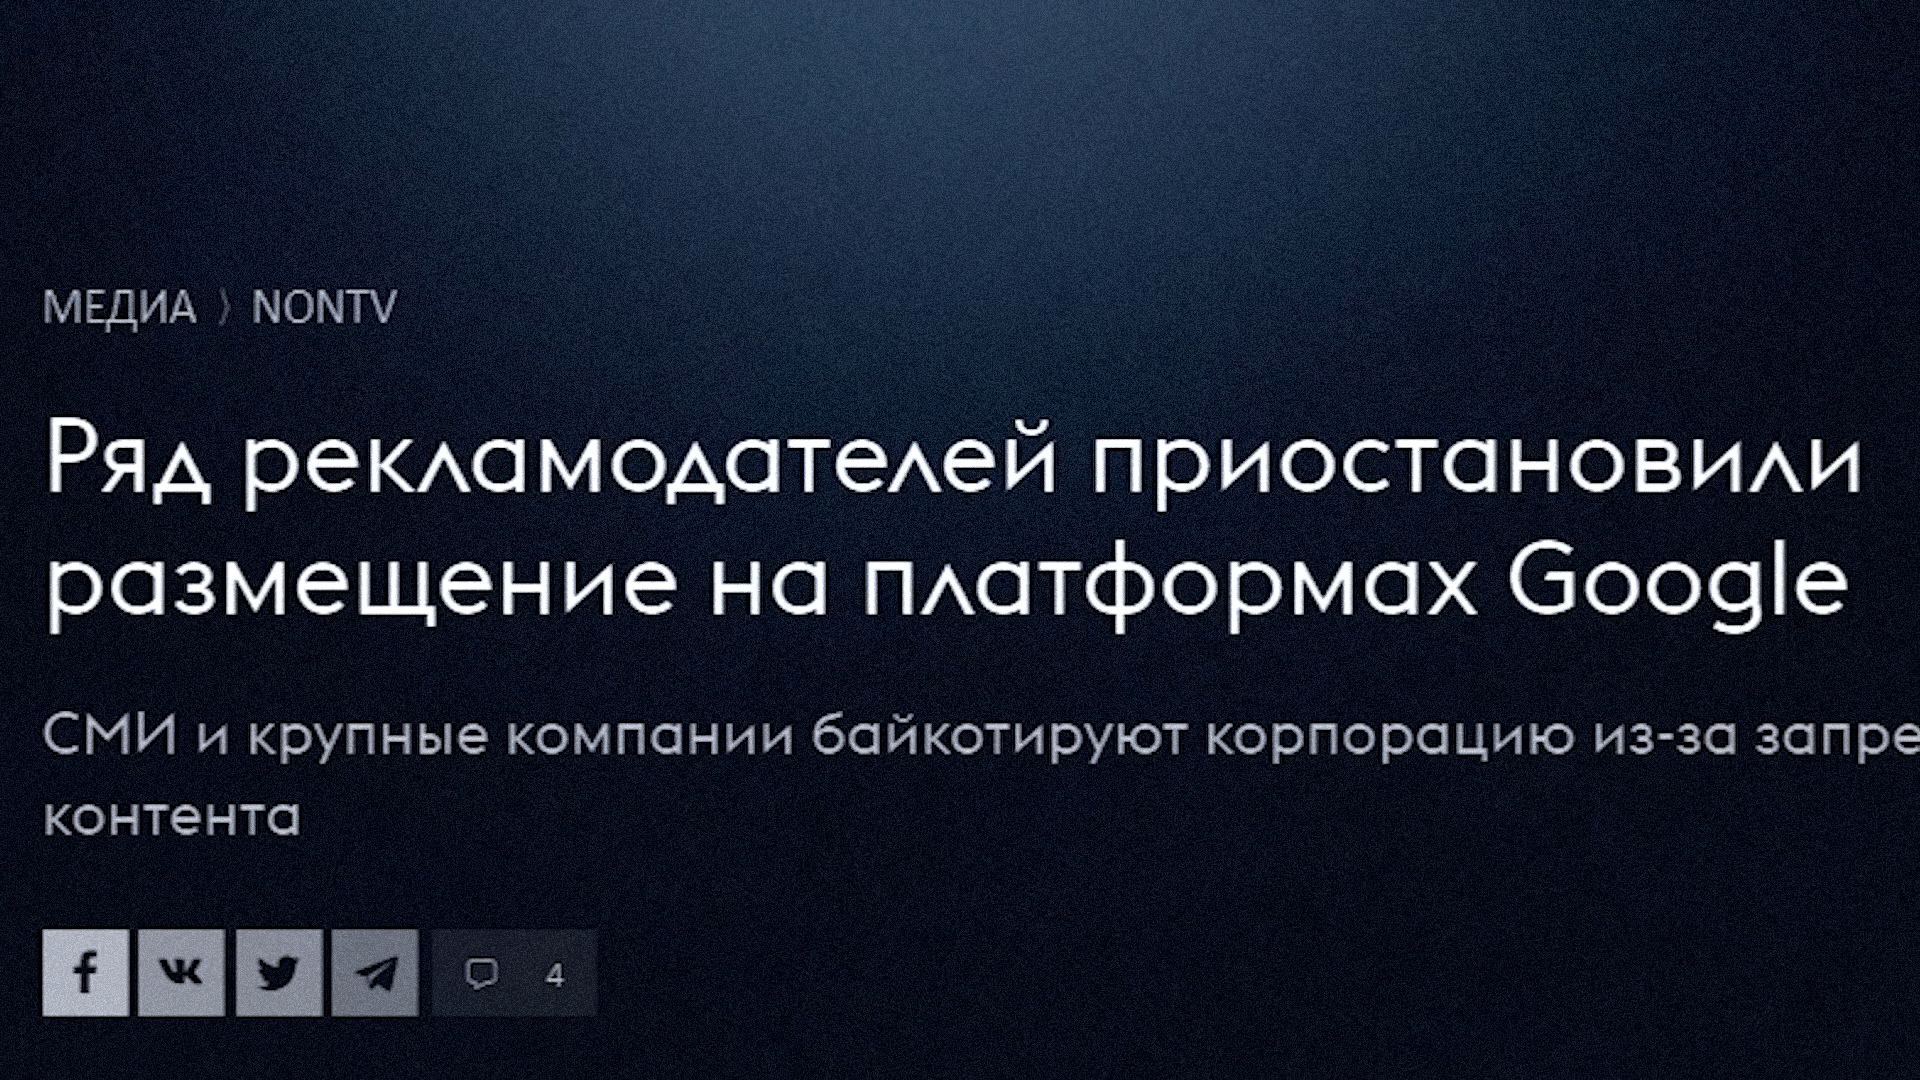 МЕДИА 〉 NONTV
Ряд рекламодателей приостановили
размещение на платформах Google
СМИ и крупные компании байкотируют корпорацию из-за
контента
4